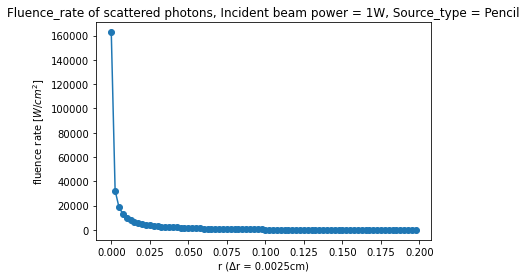 Fluence_rate of scattered photons, Incident beam power = 1W, Source_type = Pencil
160000
140000
120000
100000
80000
60000
40000
20000
0
fluence rate [W/cm²]
0.000 0.025 0.050 0.075 0.100 0.125 0.150 0.175 0.200
r (Δr = 0.0025cm)